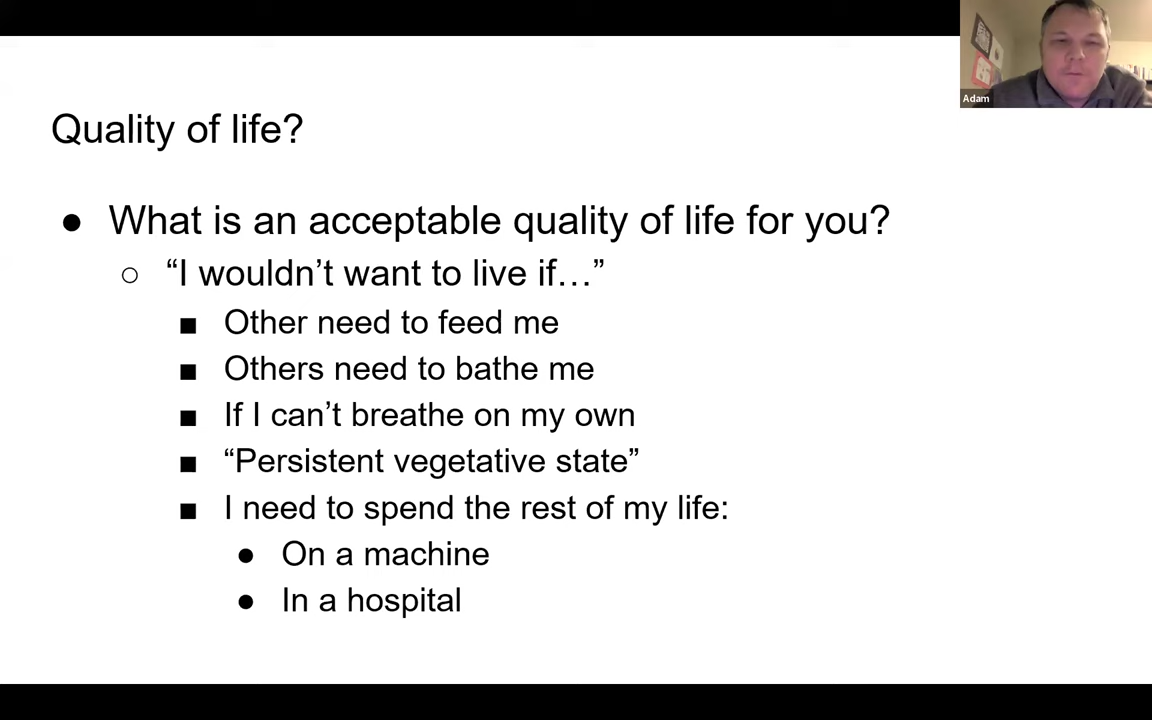 Adam
Quality of life?
● What is an acceptable quality of life for you?
○ “I wouldn’t want to live if…”
■ Other need to feed me
■ Others need to bathe me
■ If I can’t breathe on my own
■ “Persistent vegetative state”
■ I need to spend the rest of my life:
● On a machine
● In a hospital